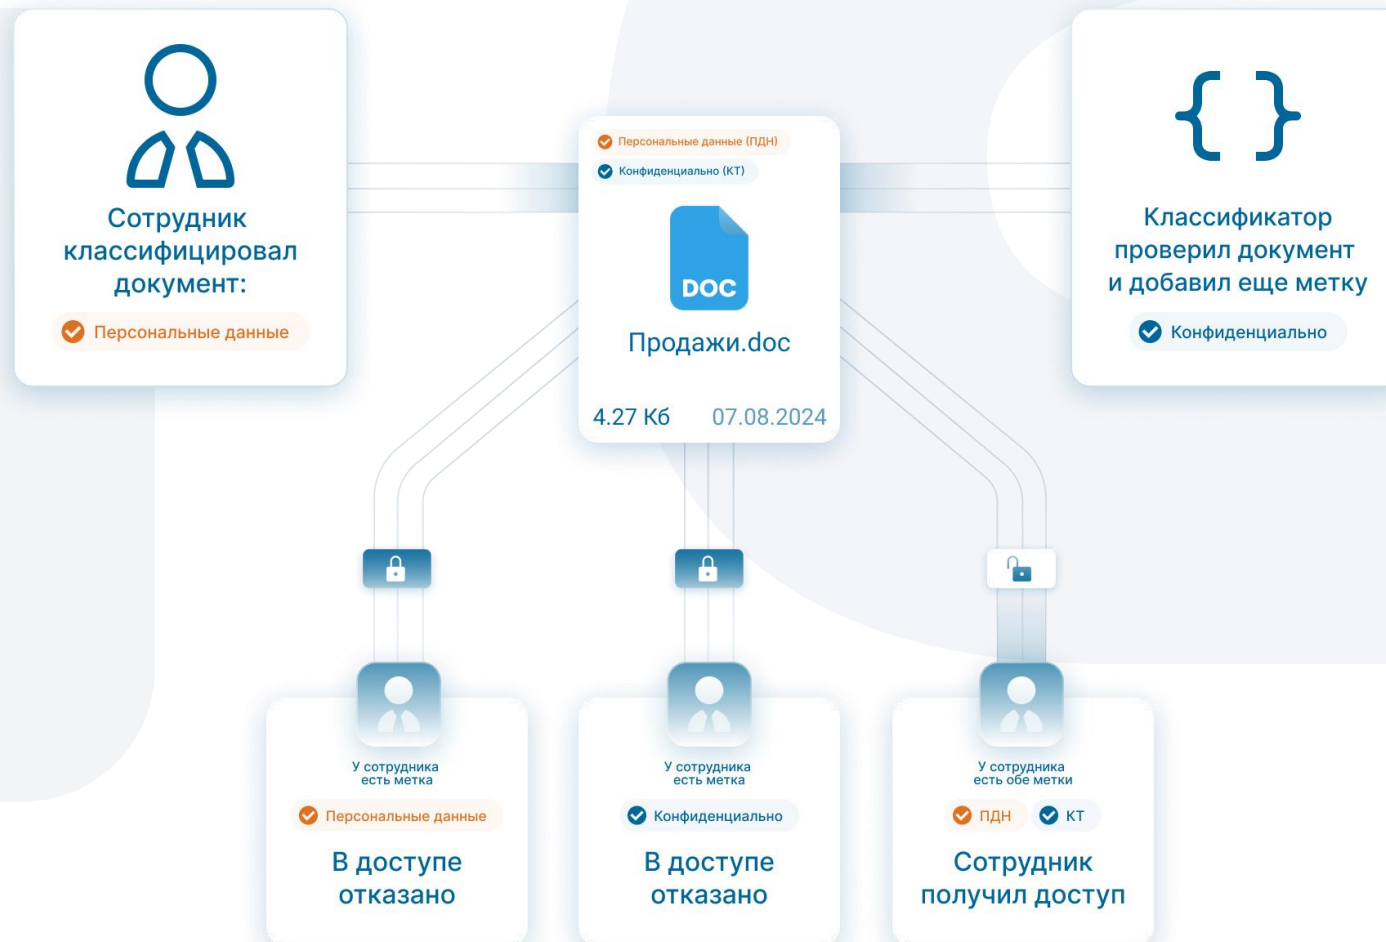 Сотрудник
классифицировал
документ:
Персональные данные
Персональные данные (ПДН)
Конфиденциально (КТ)
DOC
Продажи.doc
4.27 Кб 07.08.2024
Классификатор
проверил документ
и добавил еще метку
Конфиденциально
У сотрудника
есть метка
Персональные данные
В доступе
отказано
У сотрудника
есть метка
Конфиденциально
В доступе
отказано
У сотрудника
есть обе метки
ПДН КТ
Сотрудник
получил доступ